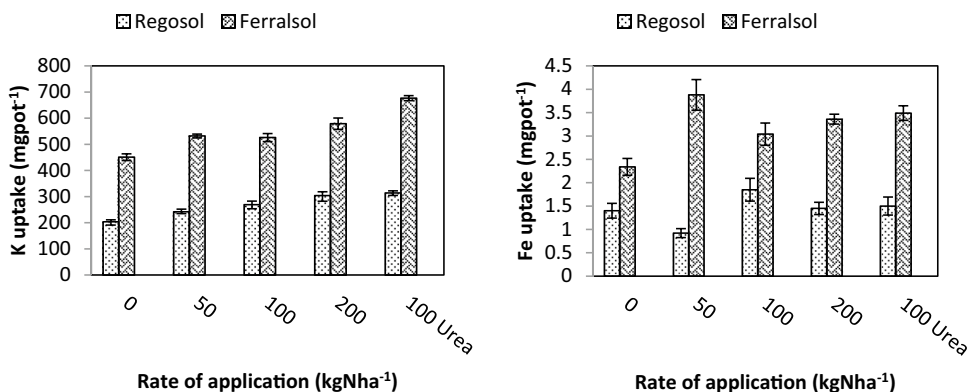 Regosol Ferralsol
K uptake (mgpot-1)
800
700
600
500
400
300
200
100
0
0 50 100 200 100 Urea
Rate of application (kgNha-1)
Regosol Ferralsol
Fe uptake (mgpot-1)
4.5
4
3.5
3
2.5
2
1.5
1
0.5
0
0 50 100 200 100 Urea
Rate of application (kgNha-1)